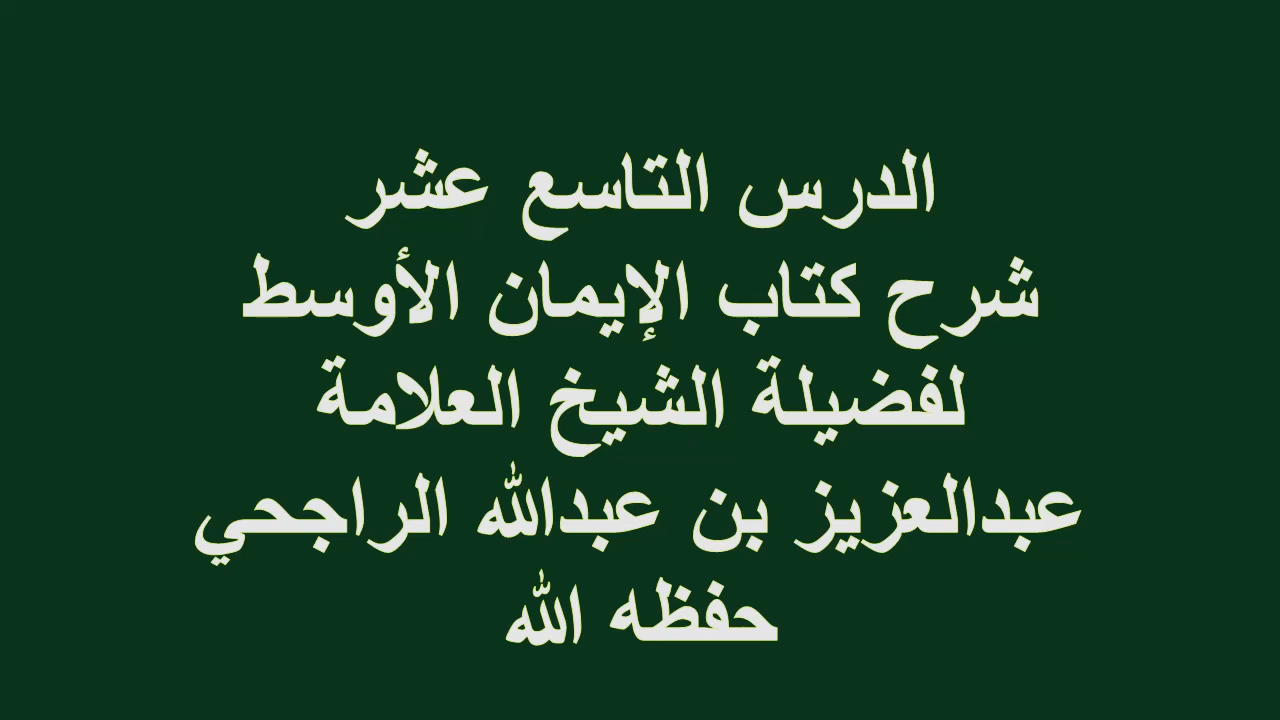 الدرس التاسع عشر
شرح كتاب الإيمان الأوسط
لفضيلة الشيخ العلامة
عبدالعزيز بن عبدالله الراجحي
حفظه الله